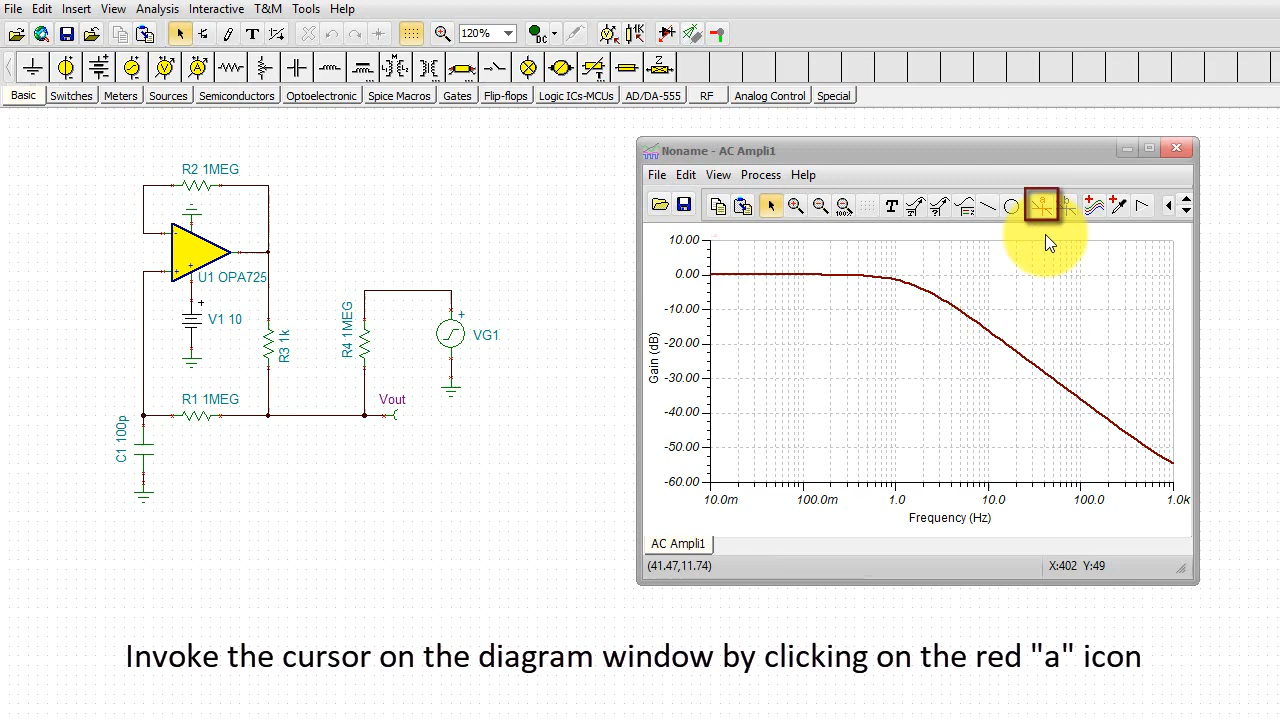 File Edit Insert View Analysis Interactive T&M Tools Help
120%
DC
Basic Switches Meters Sources Semiconductors Optoelectronic Spice Macros Gates Flip-flops Logic ICs-MCUs AD/DA-555 RF Analog Control Special
R2 1MEG
U1 OPA725
V1 10
R3 1k
R4 1MEG
VG1
R1 1MEG
Vout
C1 100p
Noname - AC Ampli1
File Edit View Process Help
100%
T
a
b
10.00
0.00
-10.00
-20.00
-30.00
-40.00
-50.00
-60.00
Gain (dB)
10.0m 100.0m 1.0 10.0 100.0 1.0k
Frequency (Hz)
AC Ampli1
(41.47,11.74) X:402 Y:49
Invoke the cursor on the diagram window by clicking on the red "a" icon